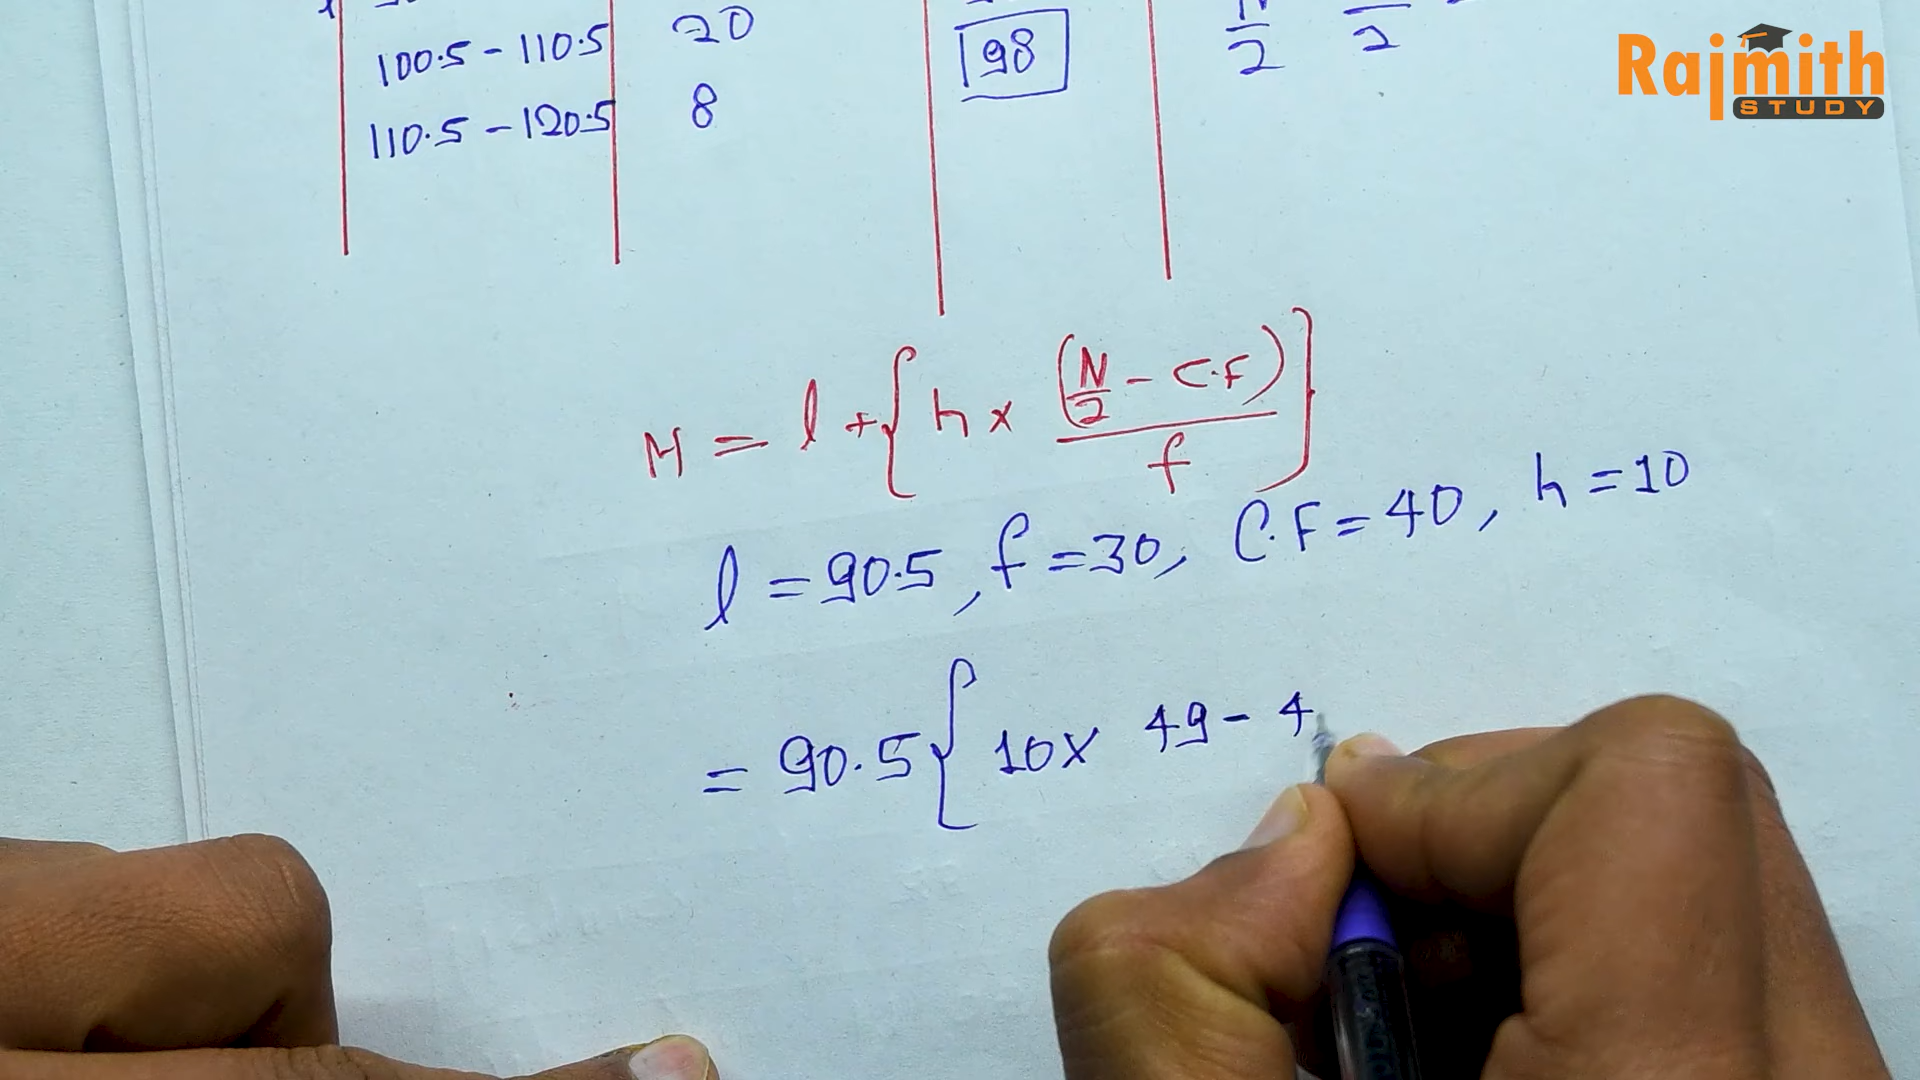 Rajmith
STUDY
100.5 - 110.5 20 98 N/2 /2
110.5 - 120.5 8
M = l + { h × (N/2 - C.F) / f }
l = 90.5, f = 30, C.F = 40, h = 10
= 90.5 { 10 × 49 - 4